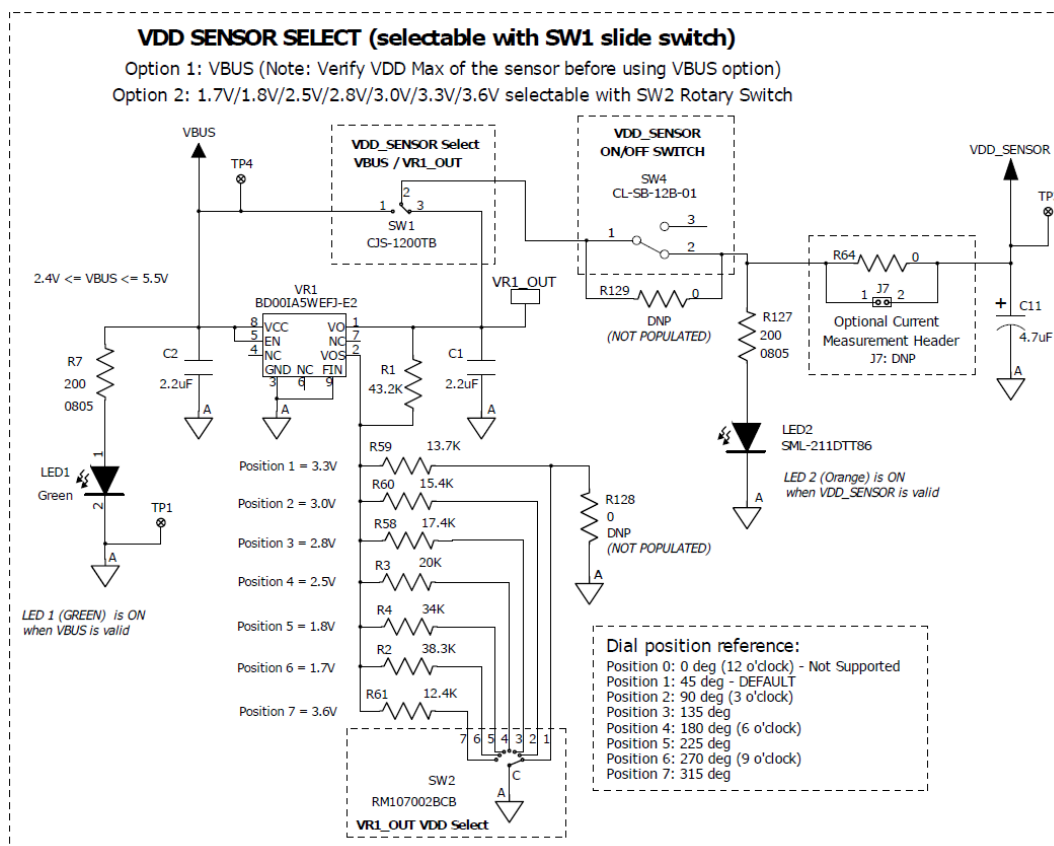 VDD SENSOR SELECT (selectable with SW1 slide switch)
Option 1: VBUS (Note: Verify VDD Max of the sensor before using VBUS option)
Option 2: 1.7V/1.8V/2.5V/2.8V/3.0V/3.3V/3.6V selectable with SW2 Rotary Switch
VBUS
TP4
VDD_SENSOR Select
VBUS / VR1_OUT
2
1
3
SW1
CJS-1200TB
VDD_SENSOR
ON/OFF SWITCH
SW4
CL-SB-12B-01
3
1
2
R129
0
DNP
(NOT POPULATED)
VDD_SENSOR
TP
R64
0
J7
1
2
Optional Current
Measurement Header
J7: DNP
+
C11
4.7uF
A
2.4V <= VBUS <= 5.5V
VR1
BD00IA5WEFJ-E2
8
VCC
VO
1
5
EN
NC
7
4
NC
VOS
2
GND
NC
FIN
3
6
9
A
VR1_OUT
R7
200
0805
C2
2.2uF
A
R1
43.2K
C1
2.2uF
A
R127
200
0805
LED2
SML-211DTT86
LED 2 (Orange) is ON
when VDD_SENSOR is valid
A
1
LED1
Green
2
TP1
A
LED 1 (GREEN) is ON
when VBUS is valid
Position 1 = 3.3V
R59
13.7K
Position 2 = 3.0V
R60
15.4K
Position 3 = 2.8V
R58
17.4K
Position 4 = 2.5V
R3
20K
Position 5 = 1.8V
R4
34K
Position 6 = 1.7V
R2
38.3K
Position 7 = 3.6V
R61
12.4K
R128
0
DNP
(NOT POPULATED)
A
7 6 5 4 3 2 1
SW2
C
A
RM107002BCB
VR1_OUT VDD Select
Dial position reference:
Position 0: 0 deg (12 o'clock) - Not Supported
Position 1: 45 deg - DEFAULT
Position 2: 90 deg (3 o'clock)
Position 3: 135 deg
Position 4: 180 deg (6 o'clock)
Position 5: 225 deg
Position 6: 270 deg (9 o'clock)
Position 7: 315 deg